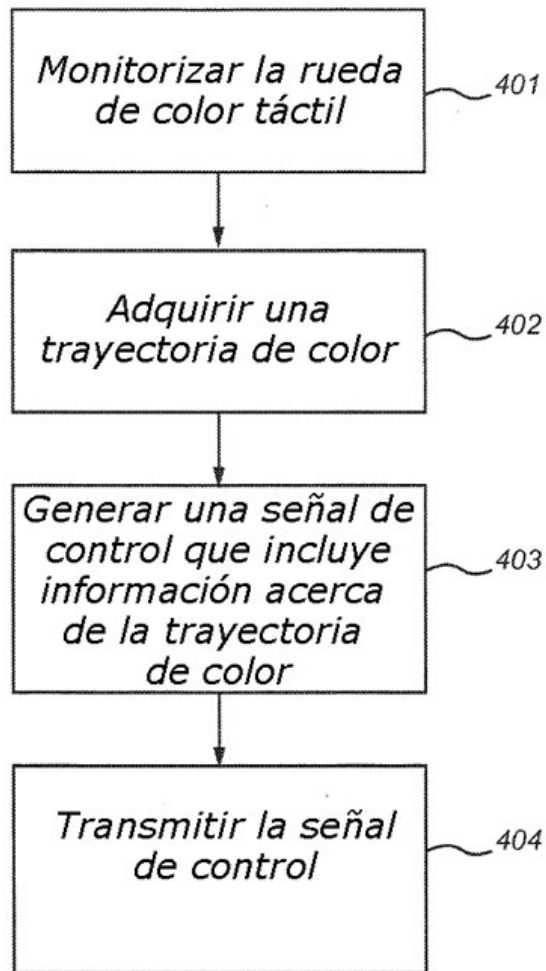 Monitorizar la rueda
de color táctil
401
Adquirir una
trayectoria de color
402
Generar una señal de
control que incluye
información acerca
de la trayectoria
de color
403
Transmitir la señal
de control
404